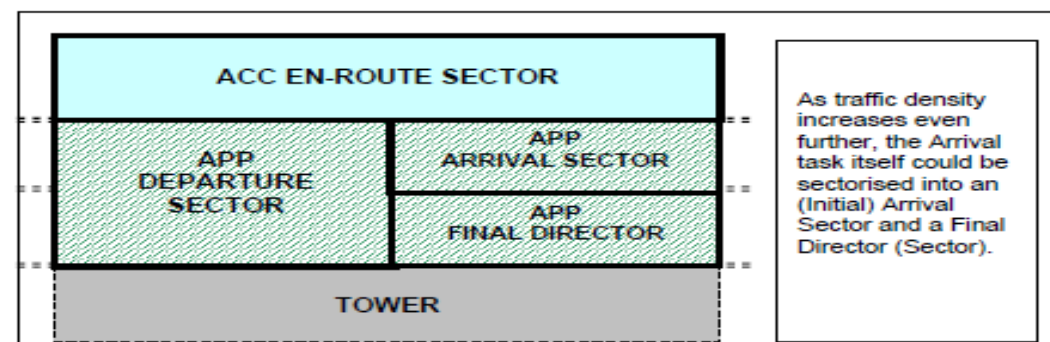 ACC EN-ROUTE SECTOR
APP
DEPARTURE
SECTOR
APP
ARRIVAL SECTOR
APP
FINAL DIRECTOR
TOWER
As traffic density
increases even
further, the Arrival
task itself could be
sectorised into an
(Initial) Arrival
Sector and a Final
Director (Sector).